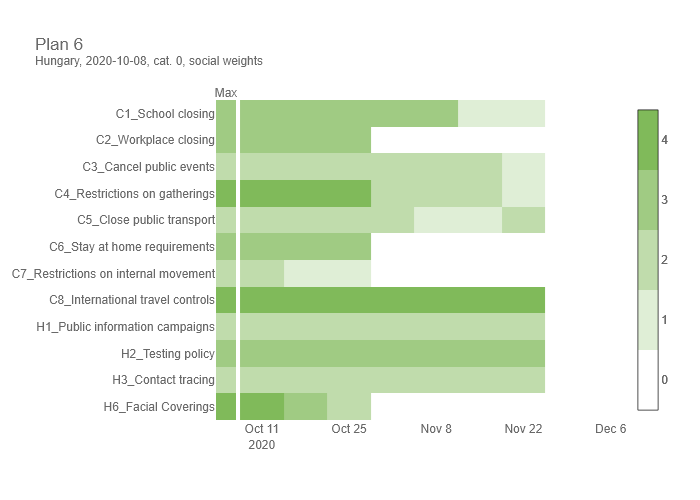 Plan 6
Hungary, 2020-10-08, cat. 0, social weights
Max
C1_School closing
C2_Workplace closing
C3_Cancel public events
C4_Restrictions on gatherings
C5_Close public transport
C6_Stay at home requirements
C7_Restrictions on internal movement
C8_International travel controls
H1_Public information campaigns
H2_Testing policy
H3_Contact tracing
H6_Facial Coverings
Oct 11 Oct 25 Nov 8 Nov 22 Dec 6
2020
4
3
2
1
0